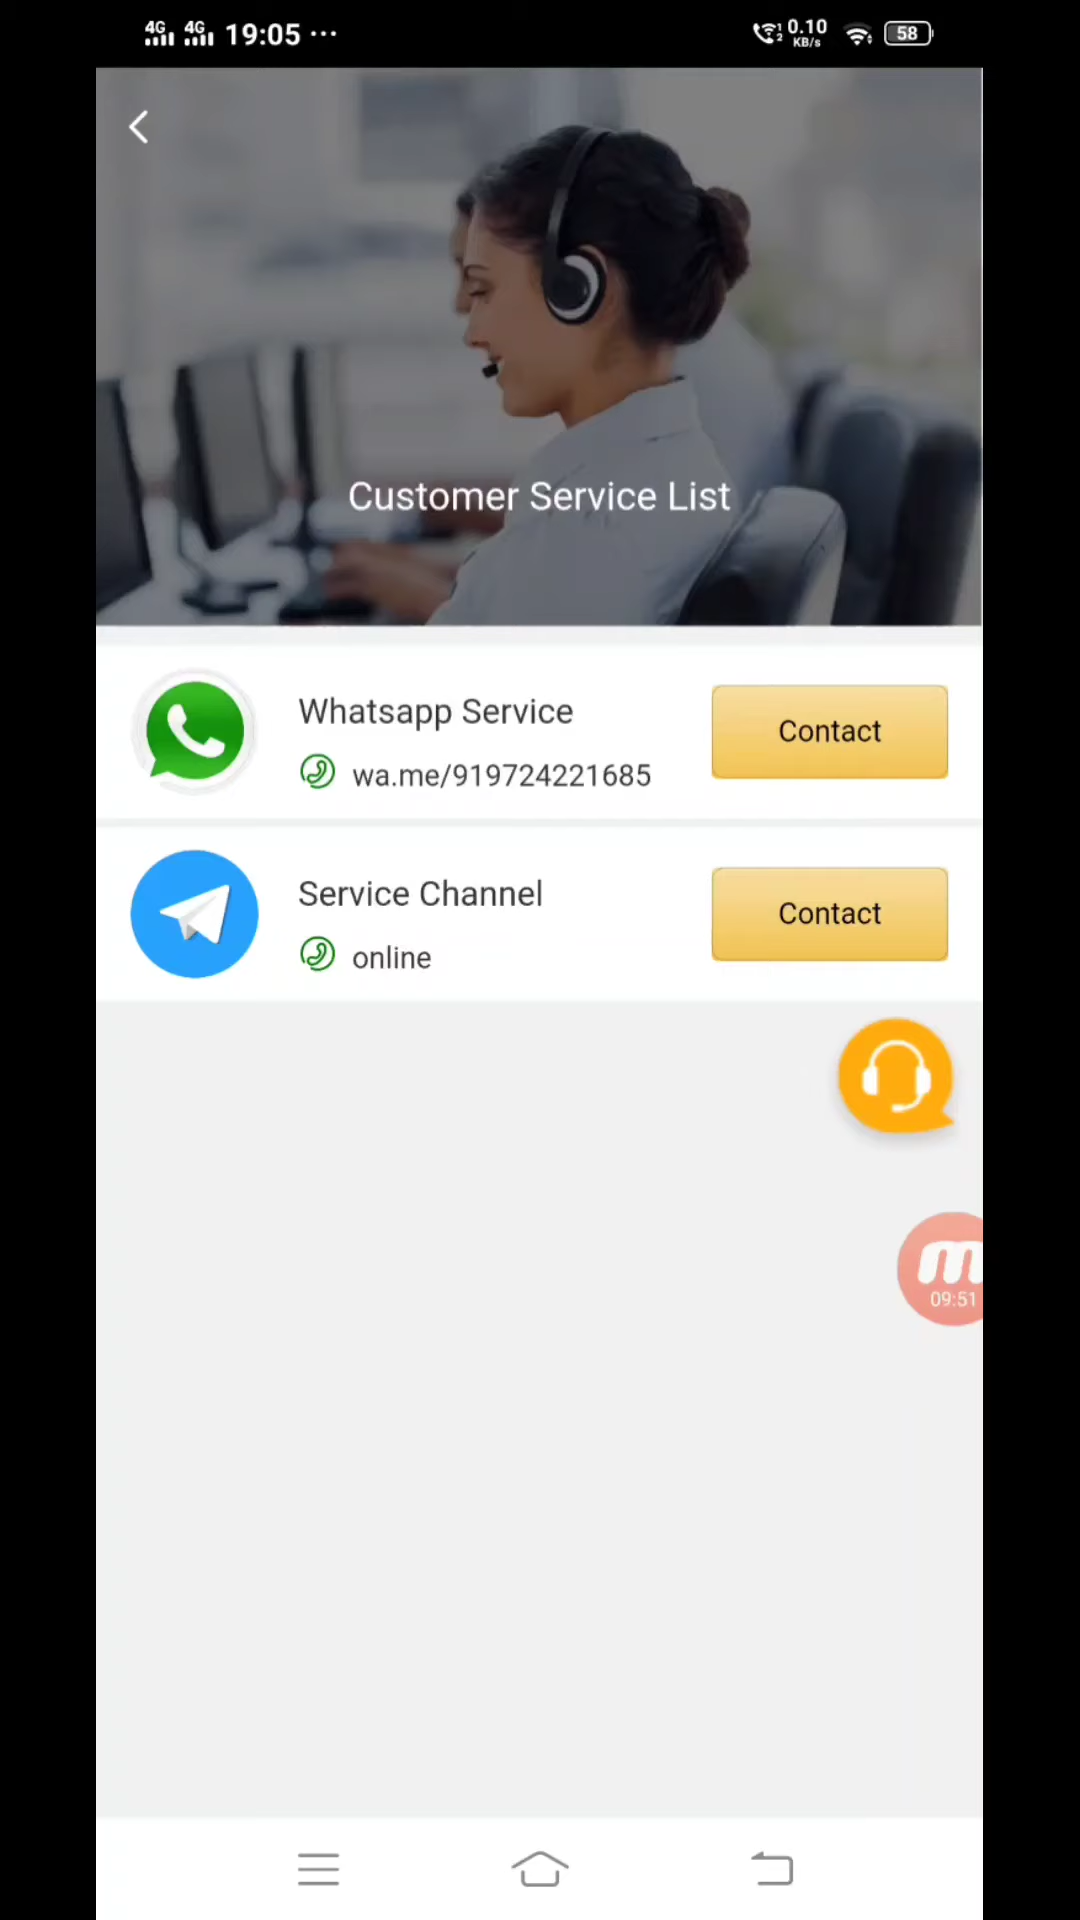 4G 4G 19:05 ··· 0.10 KB/s 58
Customer Service List
Whatsapp Service
wa.me/919724221685
Contact
Service Channel
online
Contact
m
09:51